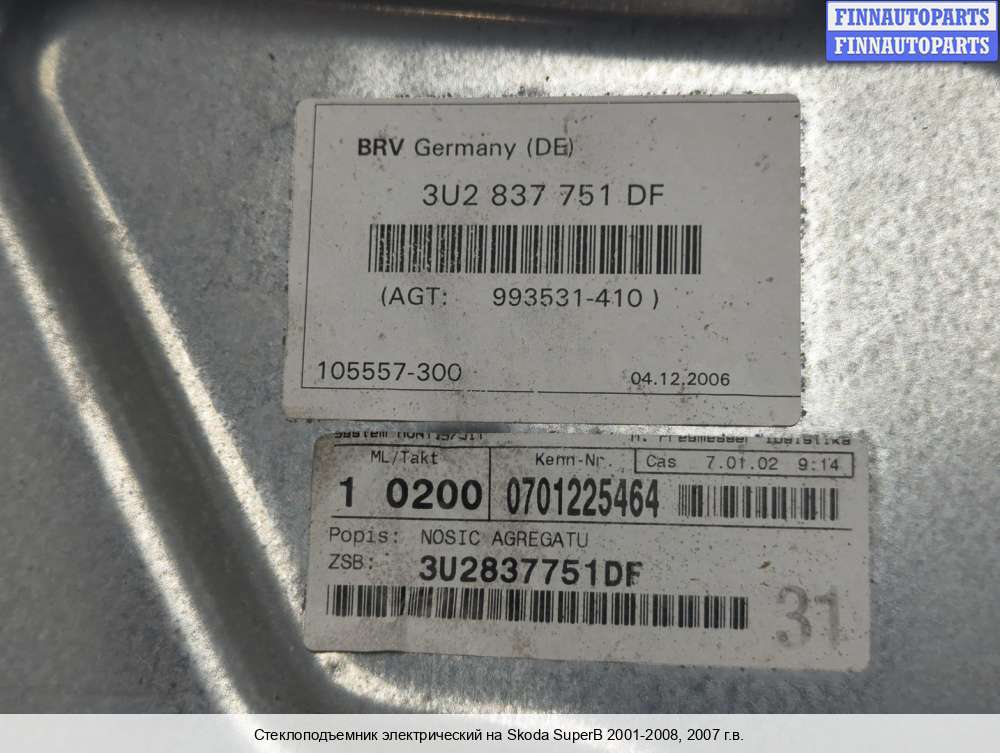 FINNAUTOPARTS
FINNAUTOPARTS
BRV Germany (DE)
3U2 837 751 DF
(AGT: 993531-410 )
105557-300
04.12.2006
System
ML/Takt
Kenn-Nr.
Cas 7.01.02 9:14
1 0200
0701225464
Popis: NOSIC AGREGATU
ZSB: 3U2837751DF
31
Стеклоподъемник электрический на Skoda SuperB 2001-2008, 2007 г.в.